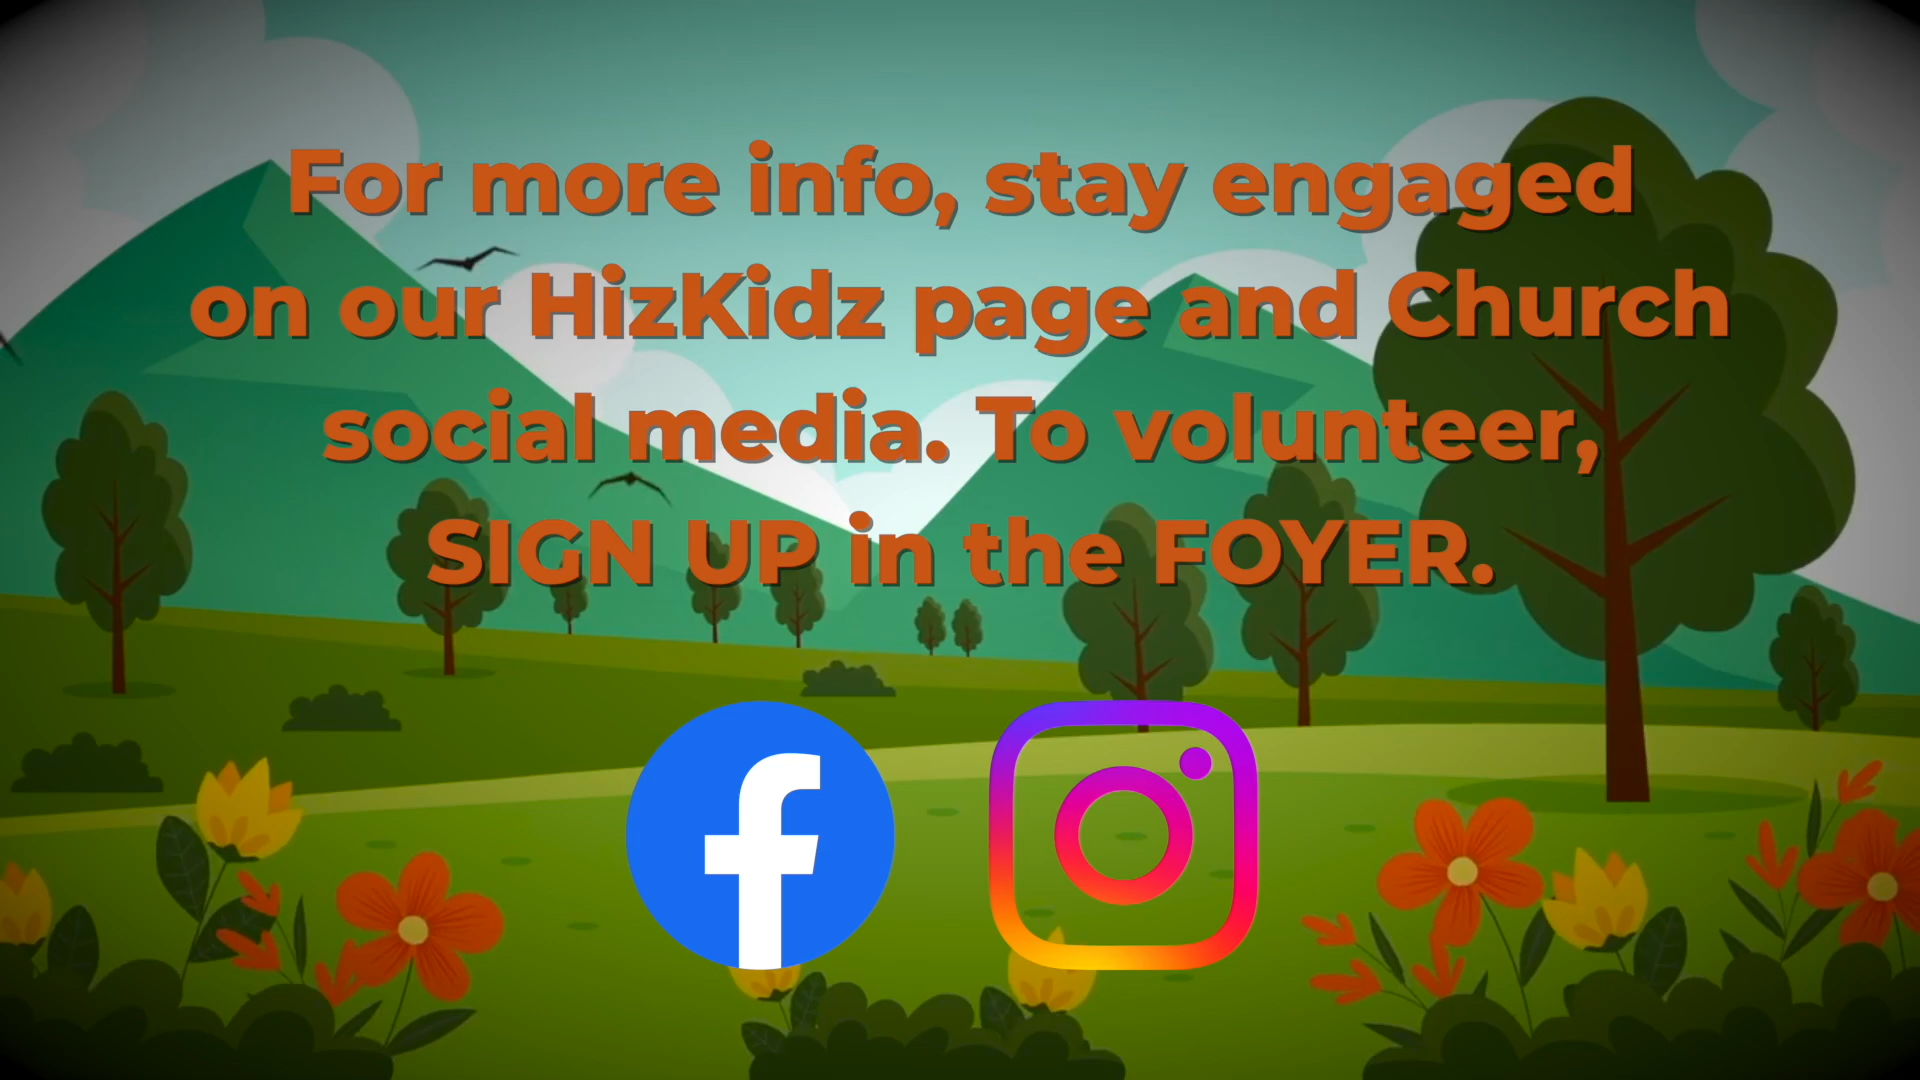 For more info, stay engaged
on our HizKidz page and Church
social media. To volunteer,
SIGN UP in the FOYER.